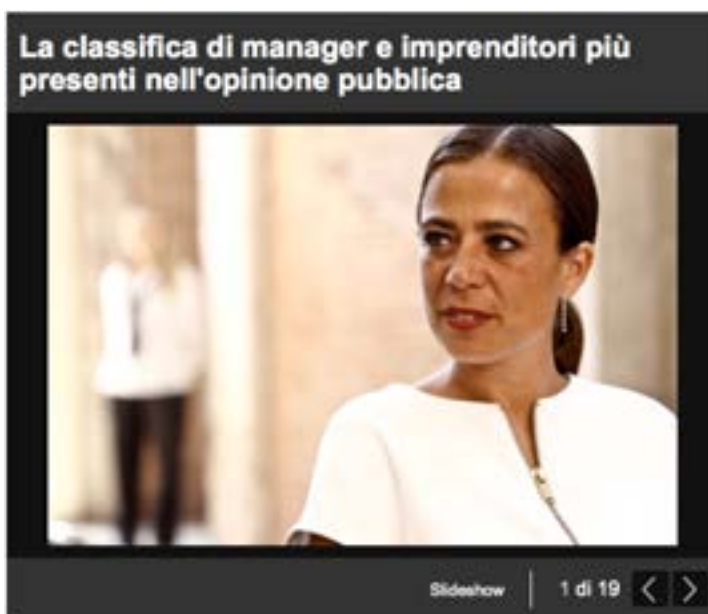 La classifica di manager e imprenditori più
presenti nell'opinione pubblica
Slideshow 1 di 19